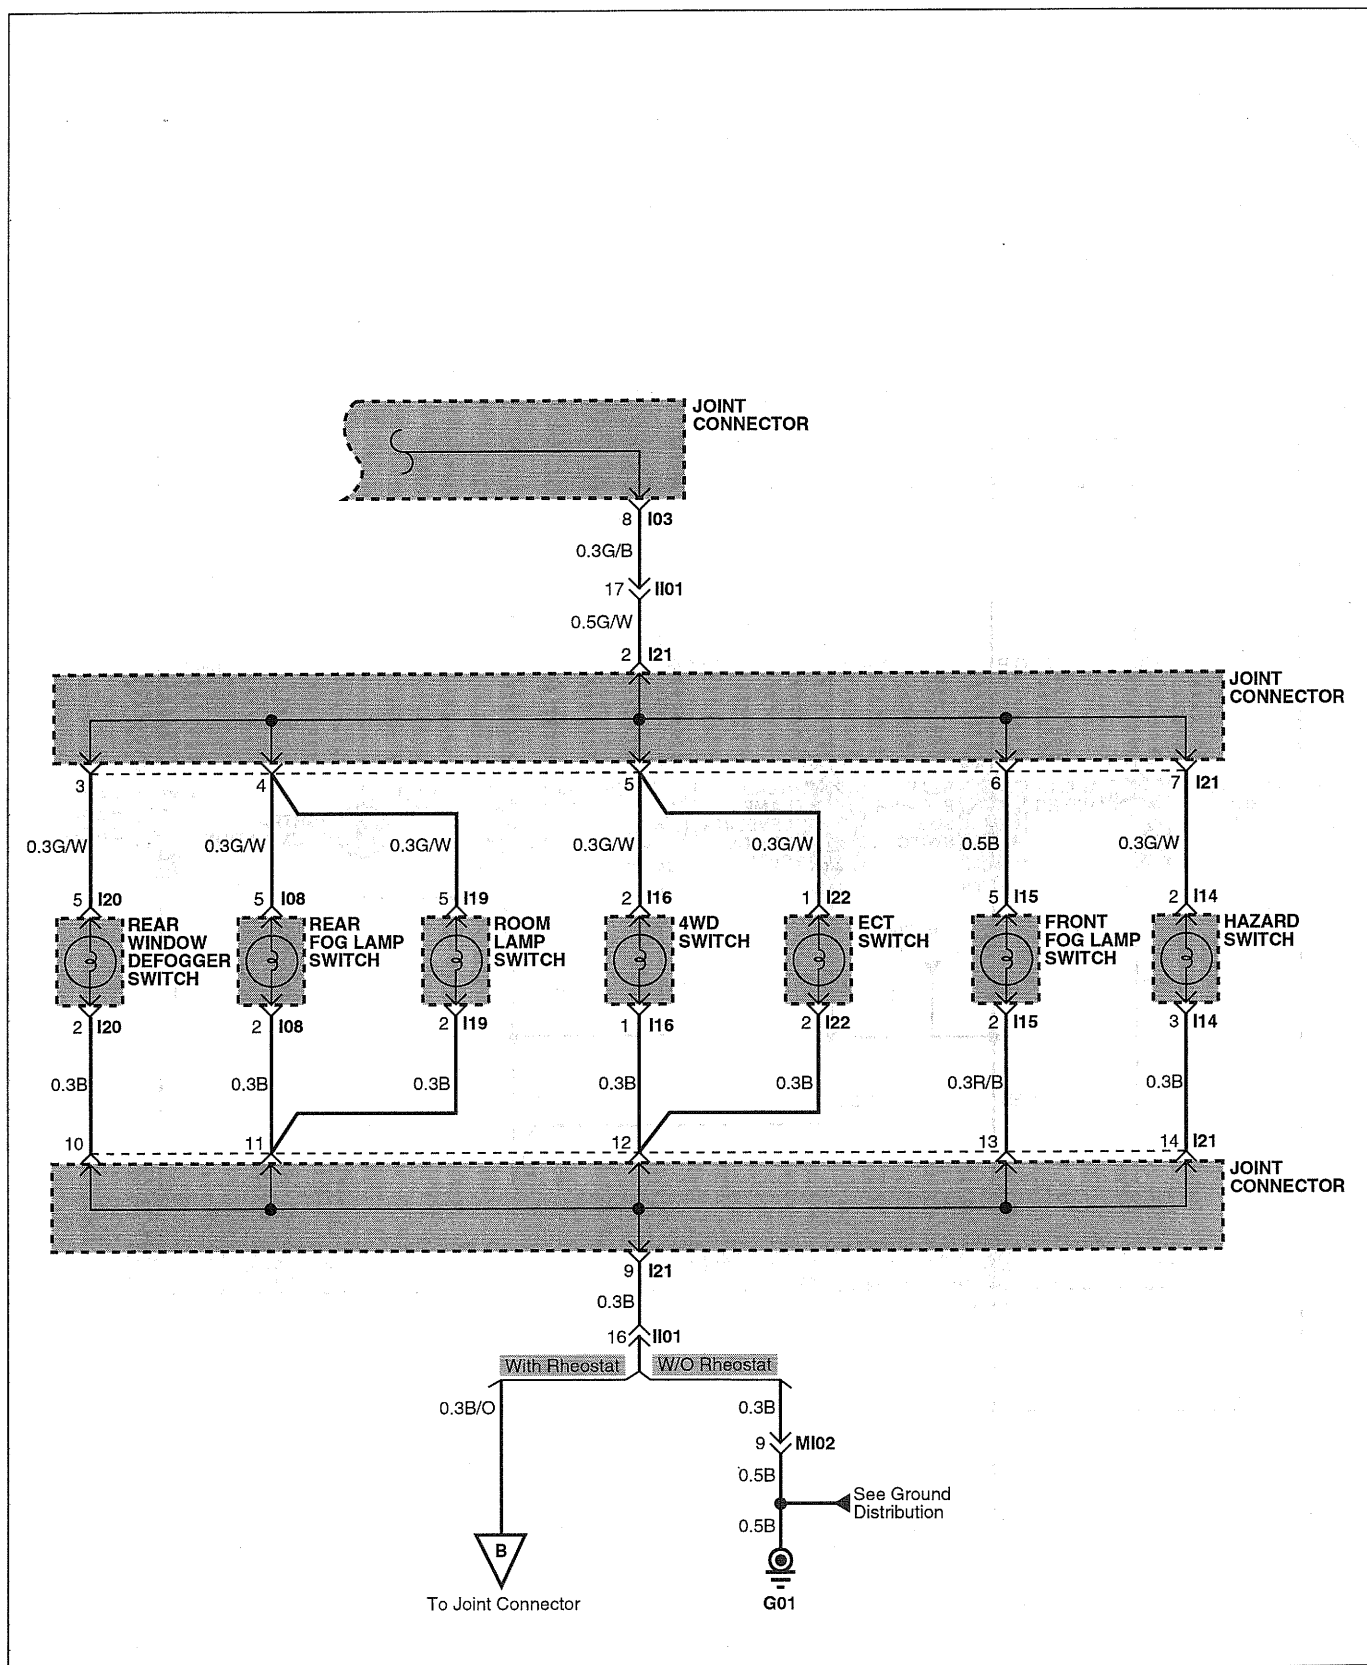 JOINT
CONNECTOR
8 I03
0.3G/B
17 II01
0.5G/W
2 I21
JOINT
CONNECTOR
3 4 5 6 7 I21
0.3G/W 0.3G/W 0.3G/W 0.3G/W 0.3G/W 0.5B 0.3G/W
5 I20 5 I08 5 I19 2 I16 1 I22 5 I15 2 I14
REAR
WINDOW
DEFOGGER
SWITCH
REAR
FOG LAMP
SWITCH
ROOM
LAMP
SWITCH
4WD
SWITCH
ECT
SWITCH
FRONT
FOG LAMP
SWITCH
HAZARD
SWITCH
2 I20 2 I08 2 I19 1 I16 2 I22 2 I15 3 I14
0.3B 0.3B 0.3B 0.3B 0.3B 0.3R/B 0.3B
10 11 12 13 14 I21
JOINT
CONNECTOR
9 I21
0.3B
16 II01
With Rheostat W/O Rheostat
0.3B/O 0.3B
9 MI02
0.5B
See Ground
Distribution
0.5B
B
To Joint Connector
G01